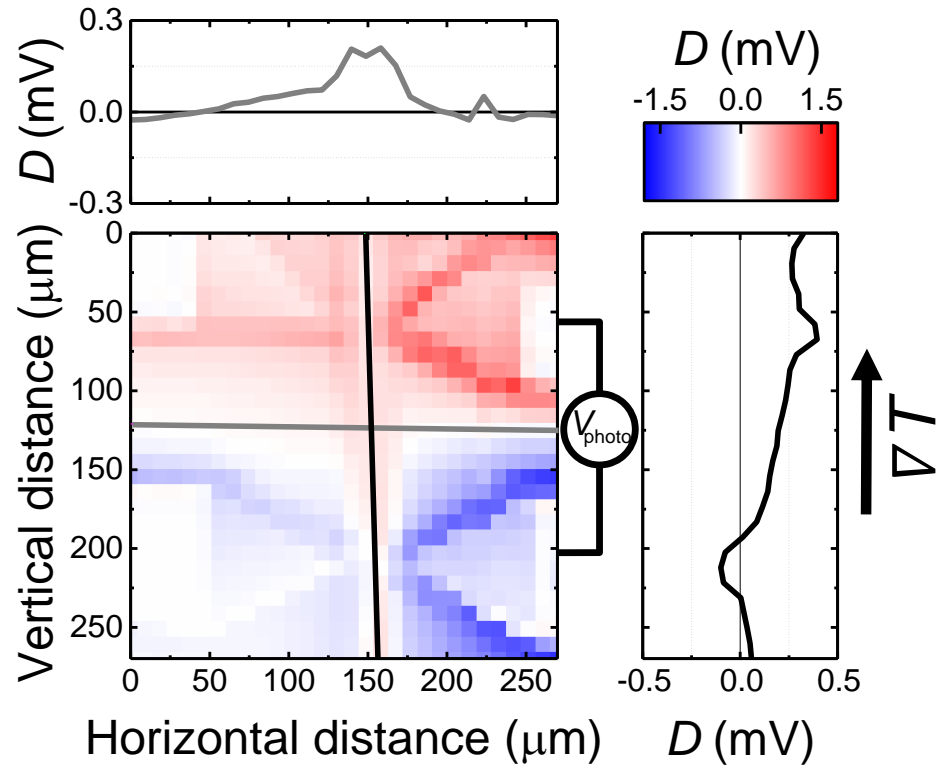 D (mV)
0.3
0.0
-0.3
D (mV)
-1.5 0.0 1.5
Vertical distance (μm)
0
50
100
150
200
250
0 50 100 150 200 250
Horizontal distance (μm)
V photo
-0.5 0.0 0.5
D (mV)
∇T